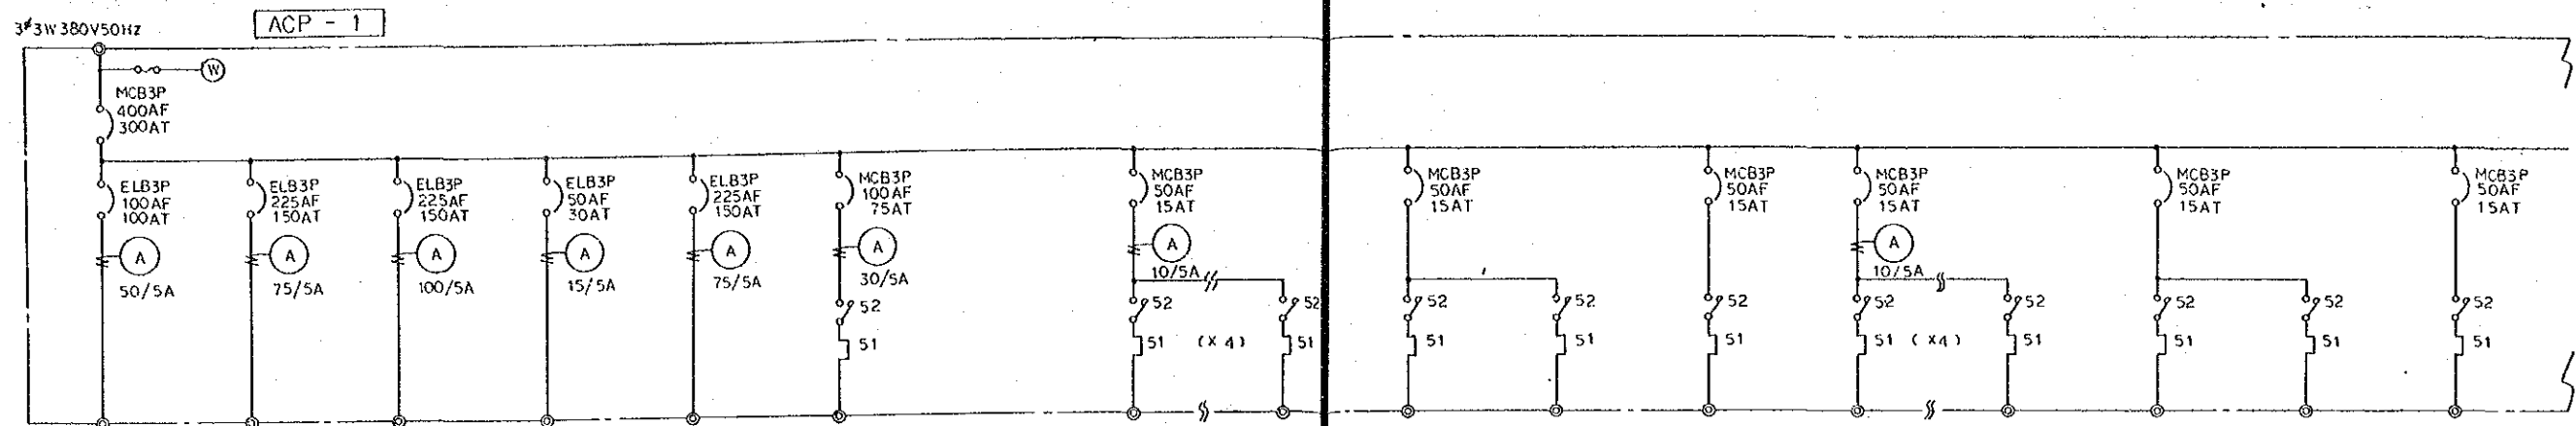 3φ3W380V50Hz
ACP - 1
W
MCB3P
400AF
300AT
ELB3P
100AF
100AT
A
50/5A
ELB3P
225AF
150AT
A
75/5A
ELB3P
225AF
150AT
A
100/5A
ELB3P
50AF
30AT
A
15/5A
ELB3P
225AF
150AT
A
75/5A
MCB3P
100AF
75AT
A
30/5A
52
51
MCB3P
50AF
15AT
A
10/5A
52
51 (X4)
52
51
MCB3P
50AF
15AT
52
51
52
51
MCB3P
50AF
15AT
52
51
MCB3P
50AF
15AT
A
10/5A
52
51 (X4)
52
51
MCB3P
50AF
15AT
52
51
52
51
MCB3P
50AF
15AT
52
51